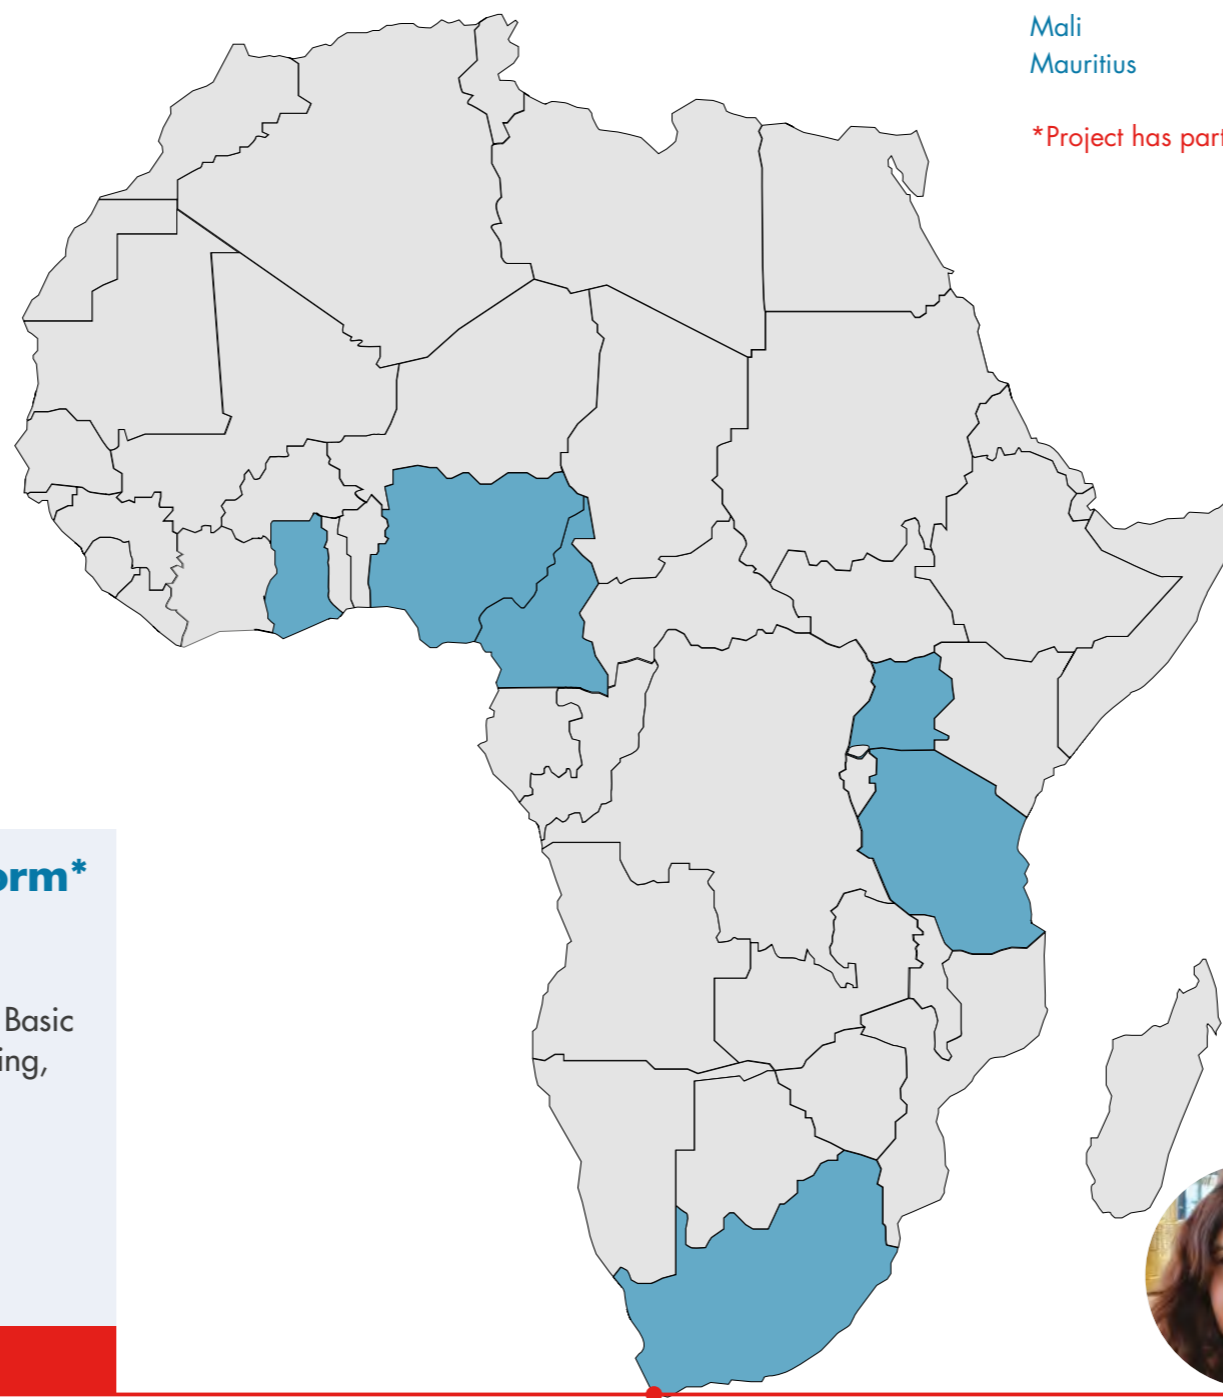 Mali
Mauritius
*Project has part
orm*
Basic
ing,